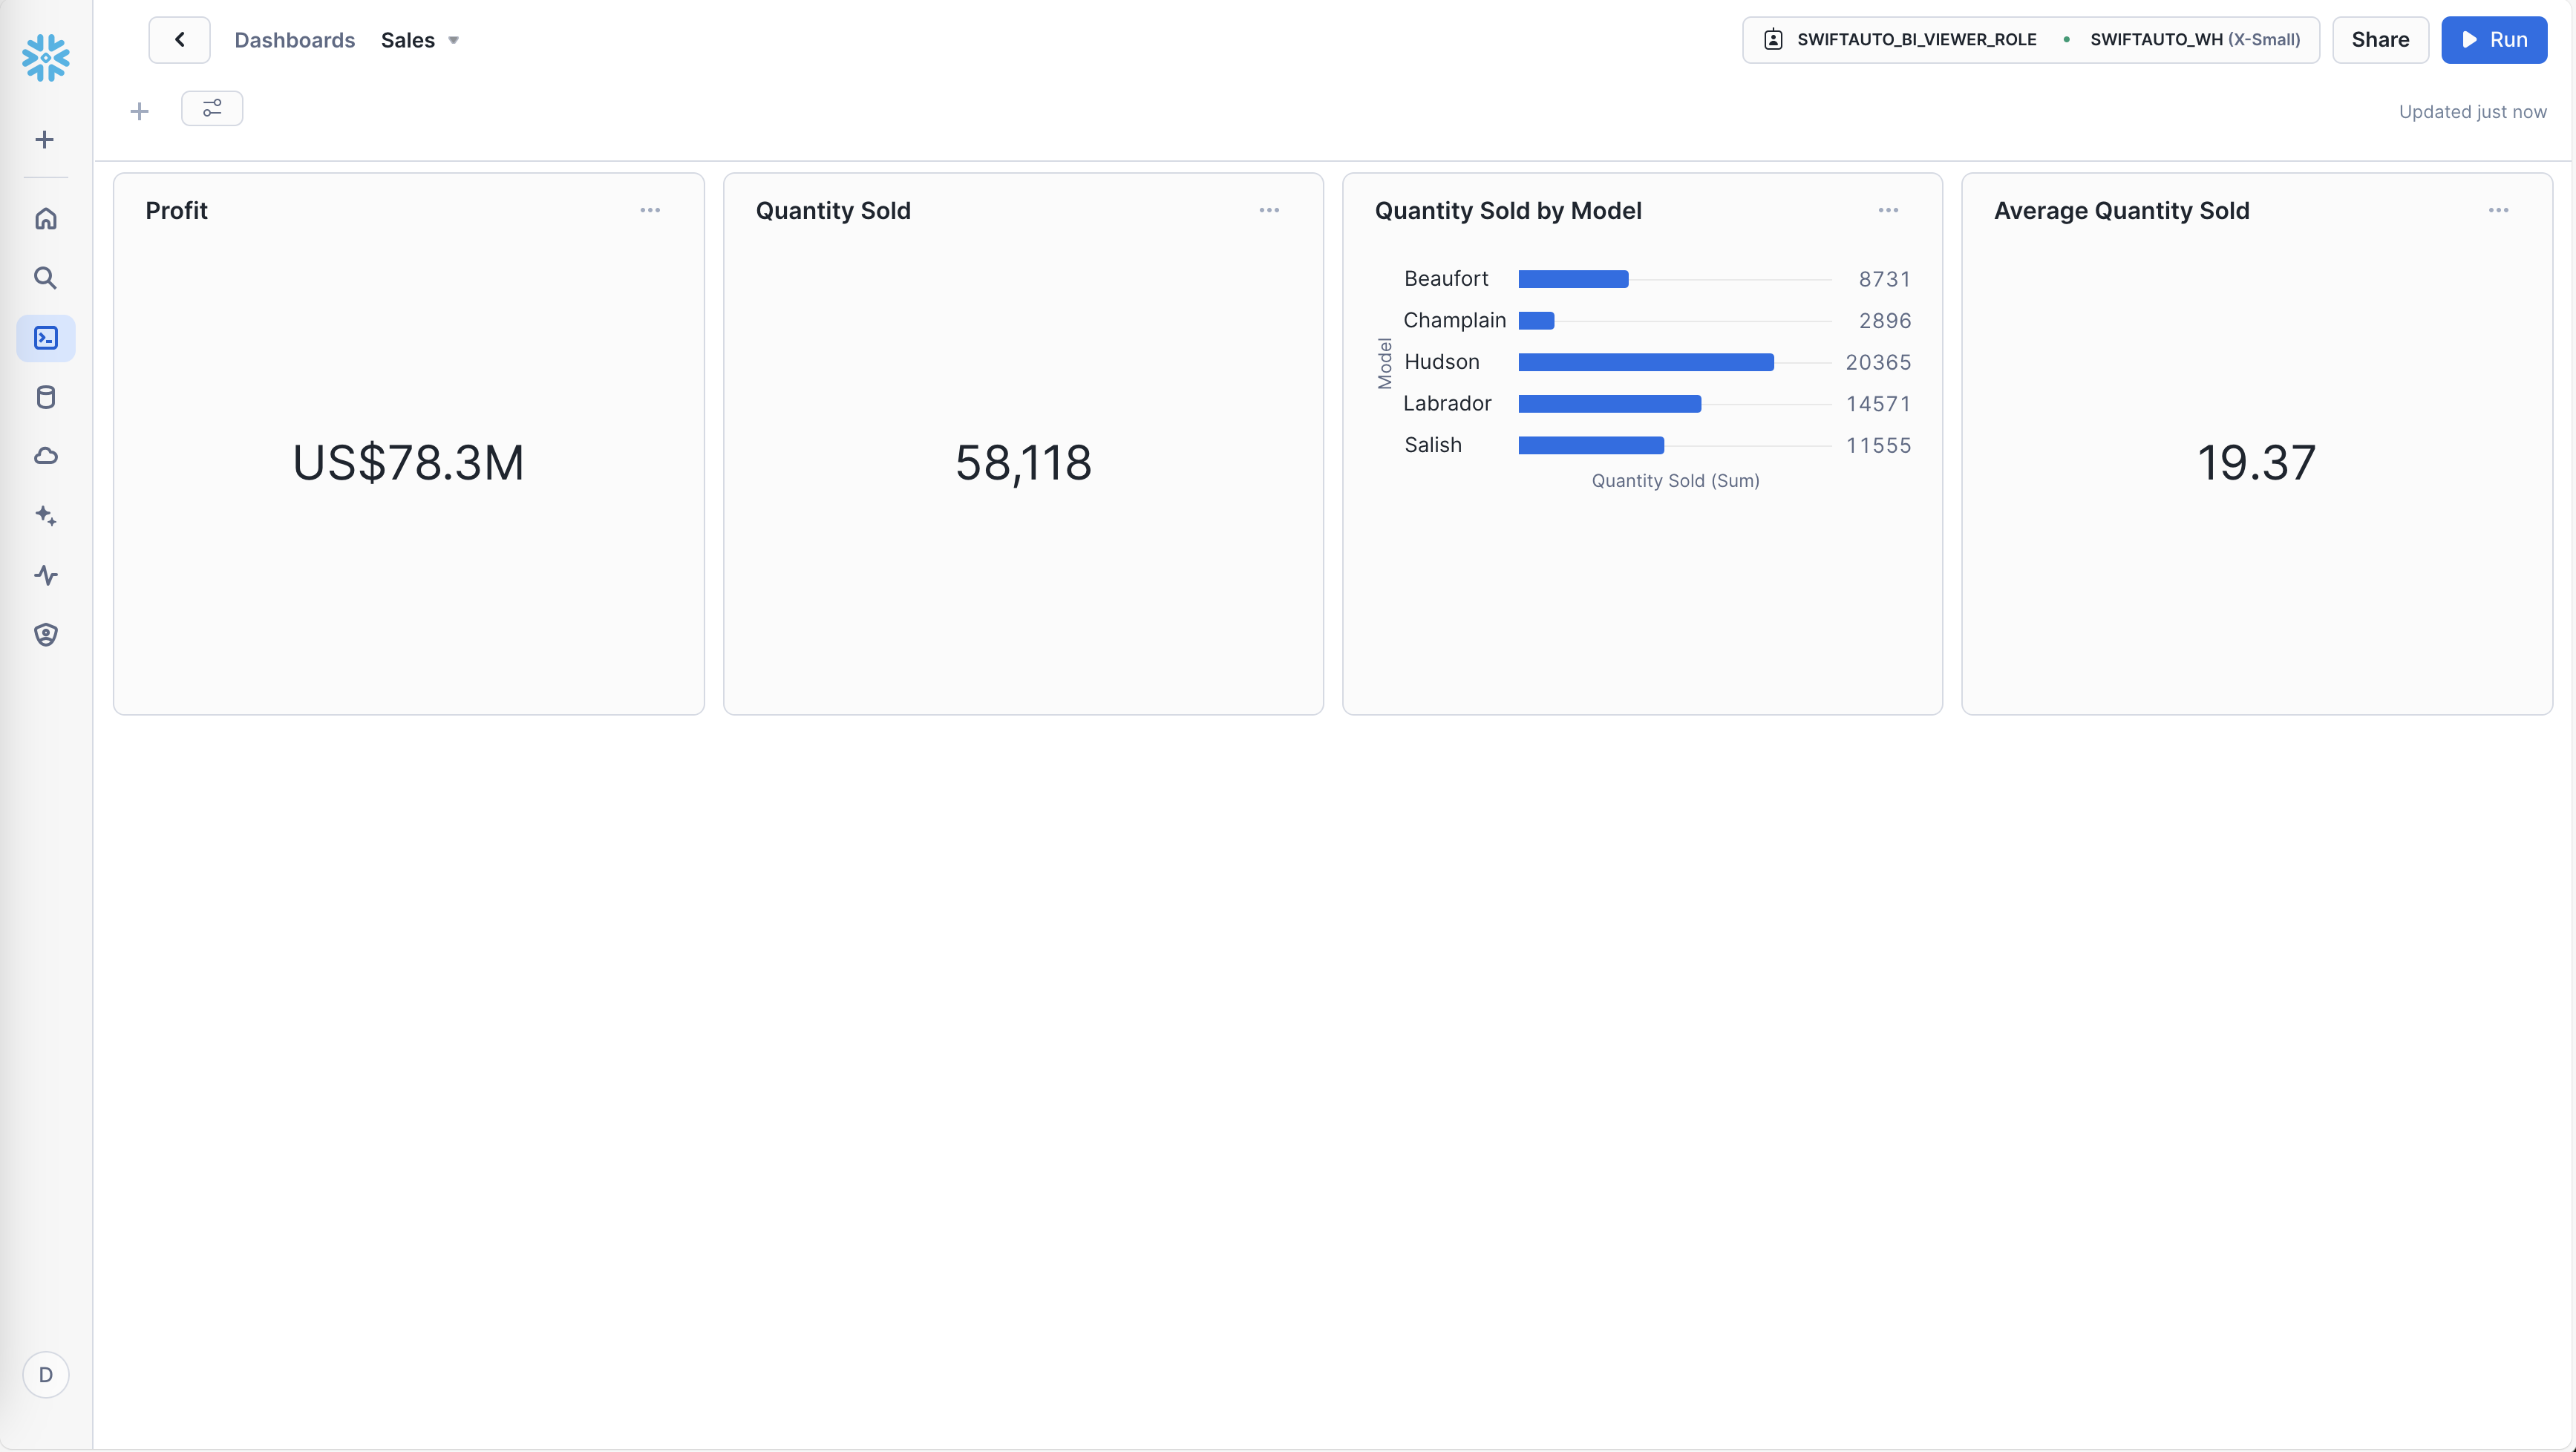 Dashboards Sales
SWIFTAUTO_BI_VIEWER_ROLE • SWIFTAUTO_WH (X-Small)
Share
Run
Updated just now
Profit
US$78.3M
Quantity Sold
58,118
Quantity Sold by Model
Model
Beaufort 8731
Champlain 2896
Hudson 20365
Labrador 14571
Salish 11555
Quantity Sold (Sum)
Average Quantity Sold
19.37
D